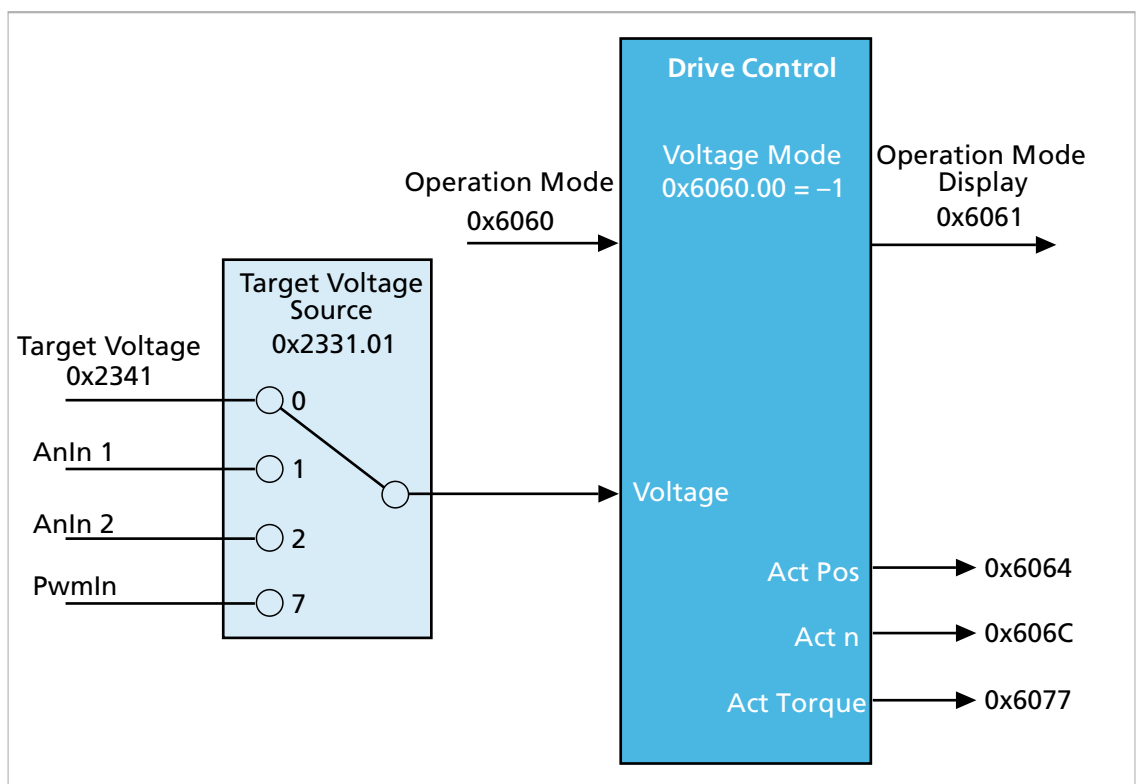 Drive Control
Voltage Mode
0x6060.00 = –1
Operation Mode
0x6060
Operation Mode
Display
0x6061
Target Voltage
Source
0x2331.01
Target Voltage
0x2341
0
AnIn 1
1
AnIn 2
2
PwmIn
7
Voltage
Act Pos
0x6064
Act n
0x606C
Act Torque
0x6077